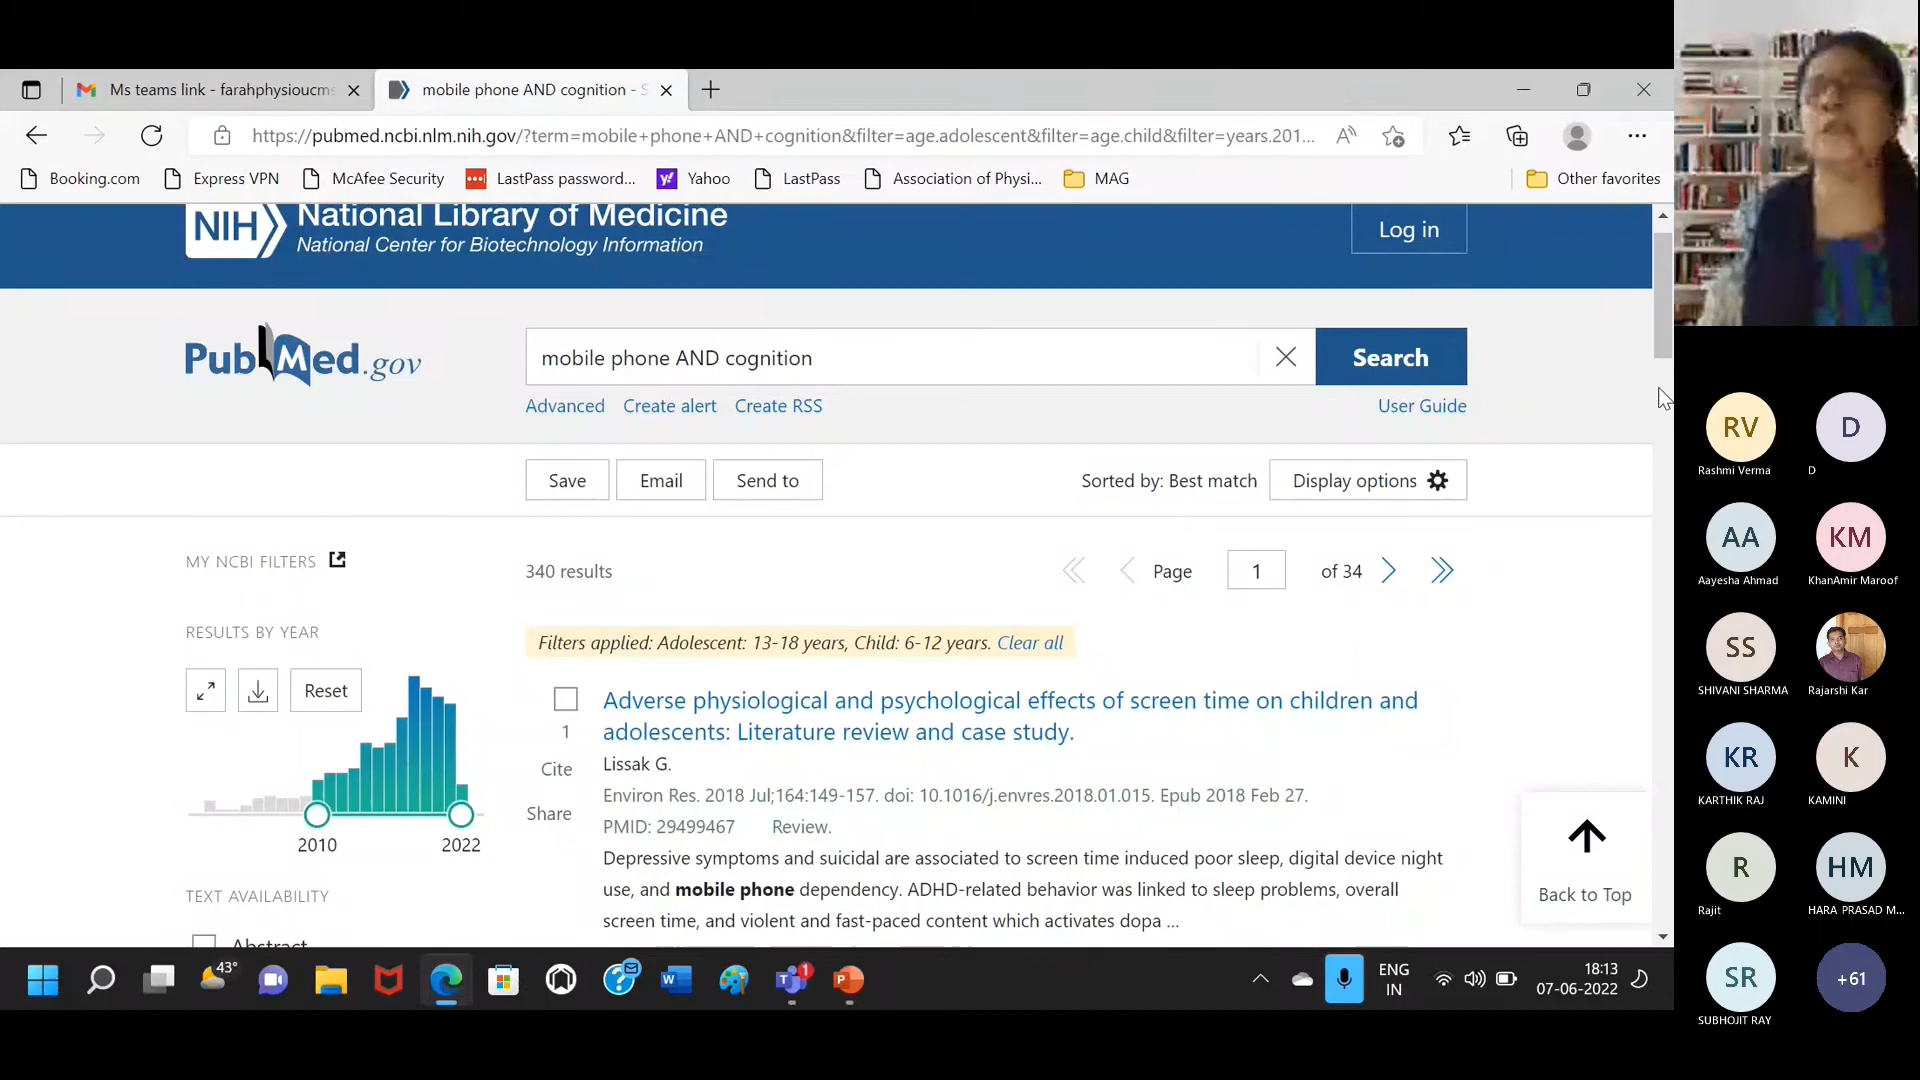 Ms teams link - farahphysioucms
mobile phone AND cognition - S
https://pubmed.ncbi.nlm.nih.gov/?term=mobile+phone+AND+cognition&filter=age.adolescent&filter=age.child&filter=years.201...
Booking.com
Express VPN
McAfee Security
LastPass password...
Yahoo
LastPass
Association of Physi...
MAG
Other favorites
NIH
National Library of Medicine
National Center for Biotechnology Information
Log in
PubMed.gov
mobile phone AND cognition
Search
Advanced
Create alert
Create RSS
User Guide
Save
Email
Send to
Sorted by: Best match
Display options
MY NCBI FILTERS
340 results
Page
1
of 34
RESULTS BY YEAR
Filters applied: Adolescent: 13-18 years, Child: 6-12 years. Clear all
Reset
2010
2022
TEXT AVAILABILITY
Abstract
1
Cite
Share
Adverse physiological and psychological effects of screen time on children and
adolescents: Literature review and case study.
Lissak G.
Environ Res. 2018 Jul;164:149-157. doi: 10.1016/j.envres.2018.01.015. Epub 2018 Feb 27.
PMID: 29499467 Review.
Depressive symptoms and suicidal are associated to screen time induced poor sleep, digital device night
use, and mobile phone dependency. ADHD-related behavior was linked to sleep problems, overall
screen time, and violent and fast-paced content which activates dopa ...
Back to Top
43°
1
ENG
IN
18:13
07-06-2022
RV
Rashmi Verma
D
D
AA
Aayesha Ahmad
KM
KhanAmir Maroof
SS
SHIVANI SHARMA
Rajarshi Kar
KR
KARTHIK RAJ
K
KAMINI
R
Rajit
HM
HARA PRASAD M...
SR
SUBHOJIT RAY
+61